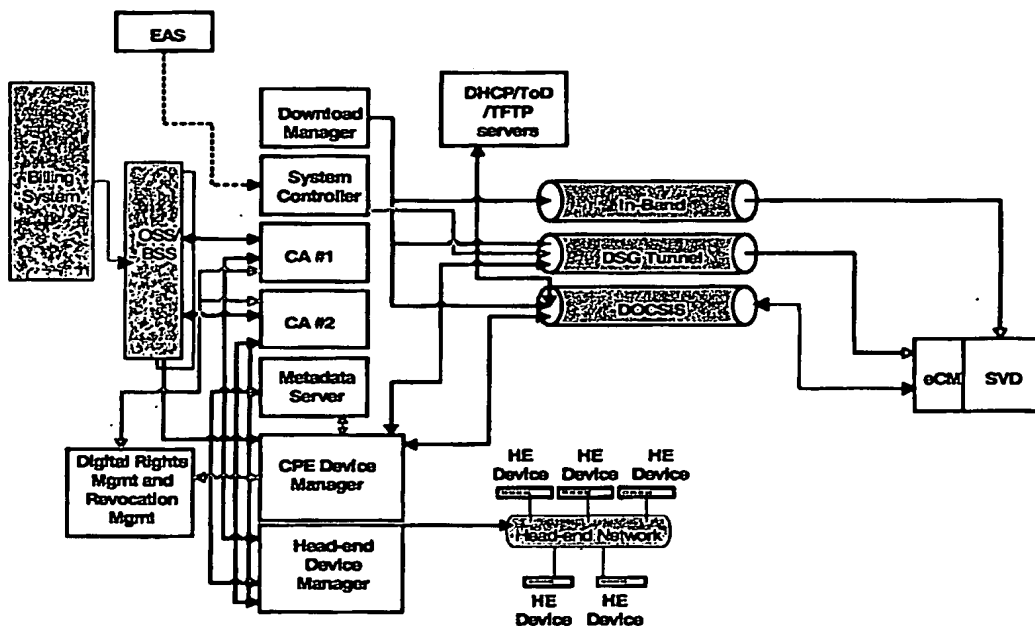 EAS
Billing
System
OSS/
BSS
Download
Manager
System
Controller
CA #1
CA #2
Metadata
Server
CPE Device
Manager
Head-end
Device
Manager
Digital Rights
Mgmt and
Revocation
Mgmt
DHCP/ToD
/TFTP
servers
In-Band
DSG Tunnel
DOCSIS
eCM
SVD
HE
Device
HE
Device
HE
Device
Head-end Network
HE
Device
HE
Device